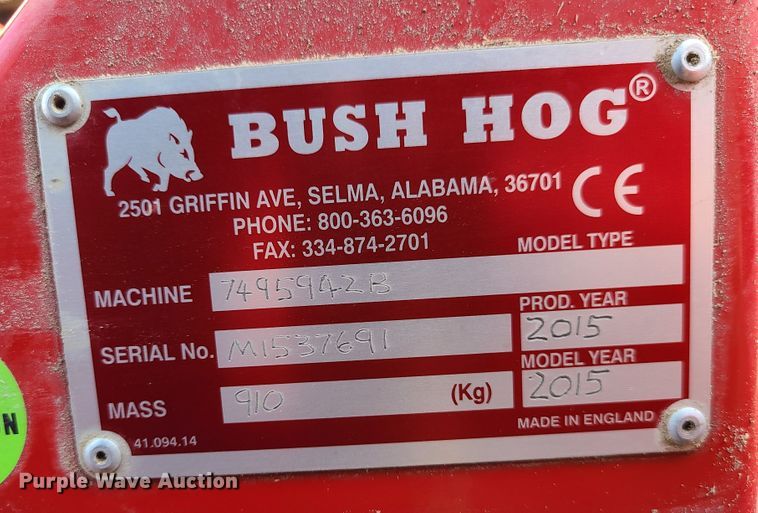 BUSH HOG®
2501 GRIFFIN AVE, SELMA, ALABAMA, 36701
PHONE: 800-363-6096
FAX: 334-874-2701
CE
MODEL TYPE
MACHINE 7495942B
PROD. YEAR
SERIAL No. M1537691 2015
MODEL YEAR
MASS 910 (Kg) 2015
41.094.14 MADE IN ENGLAND
N
Purple Wave Auction